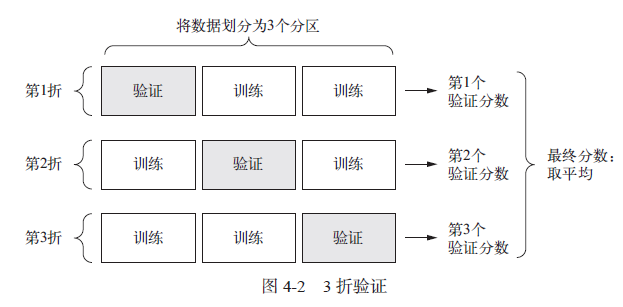 将数据划分为3个分区
第1折
验证
训练
训练
第1个
验证分数
第2折
训练
验证
训练
第2个
验证分数
最终分数：
取平均
第3折
训练
训练
验证
第3个
验证分数
图 4-2 3 折验证